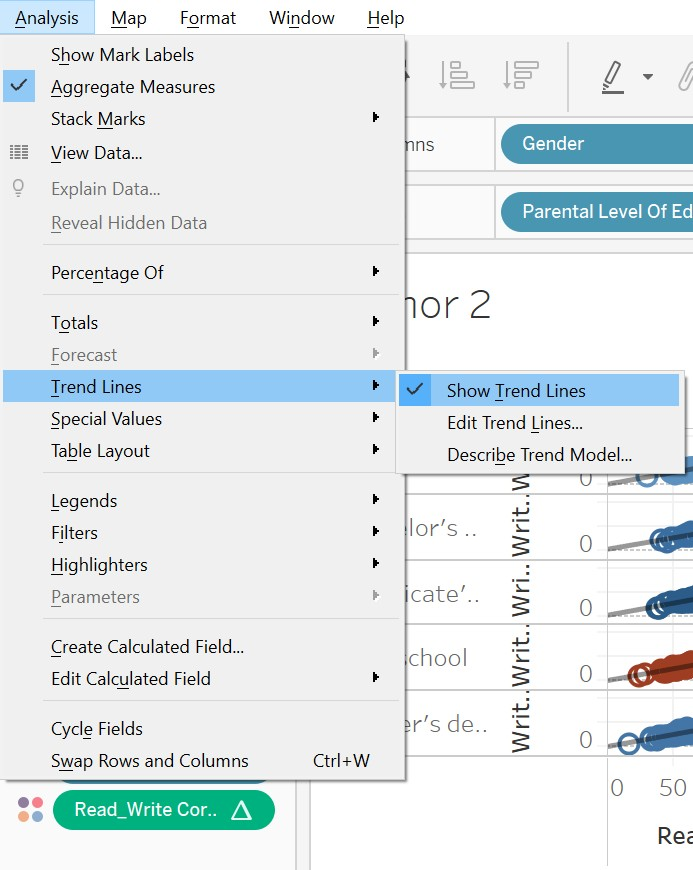 Analysis Map Format Window Help
Show Mark Labels
Aggregate Measures
Stack Marks
View Data...
Explain Data...
Reveal Hidden Data
Percentage Of
Totals
Forecast
Trend Lines
Special Values
Table Layout
Legends
Filters
Highlighters
Parameters
Create Calculated Field...
Edit Calculated Field
Cycle Fields
Swap Rows and Columns Ctrl+W
Show Trend Lines
Edit Trend Lines...
Describe Trend Model...
mns
Gender
Parental Level Of Ed
nor 2
W 0
elor's .. Writ.. 0
icate'.. Wri.. 0
school Writ.. 0
er's de.. Writ.. 0
0 50
Rea
Read_Write Cor.. Δ